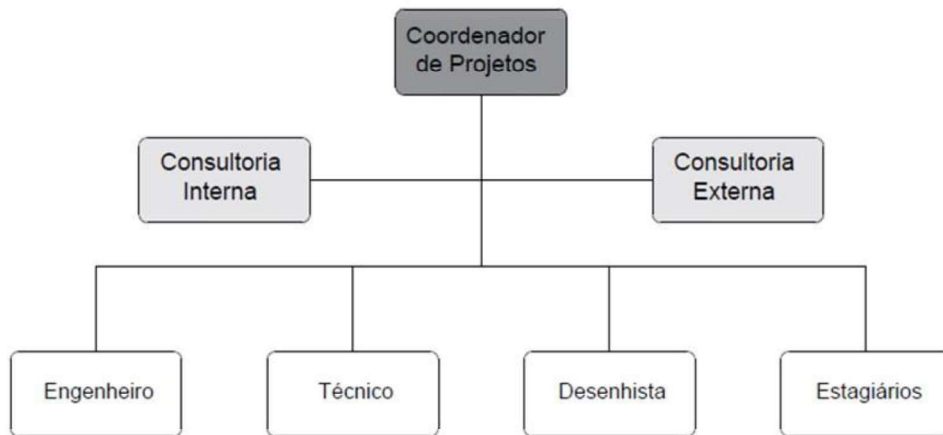 Coordenador
de Projetos
Consultoria
Interna
Consultoria
Externa
Engenheiro
Técnico
Desenhista
Estagiários